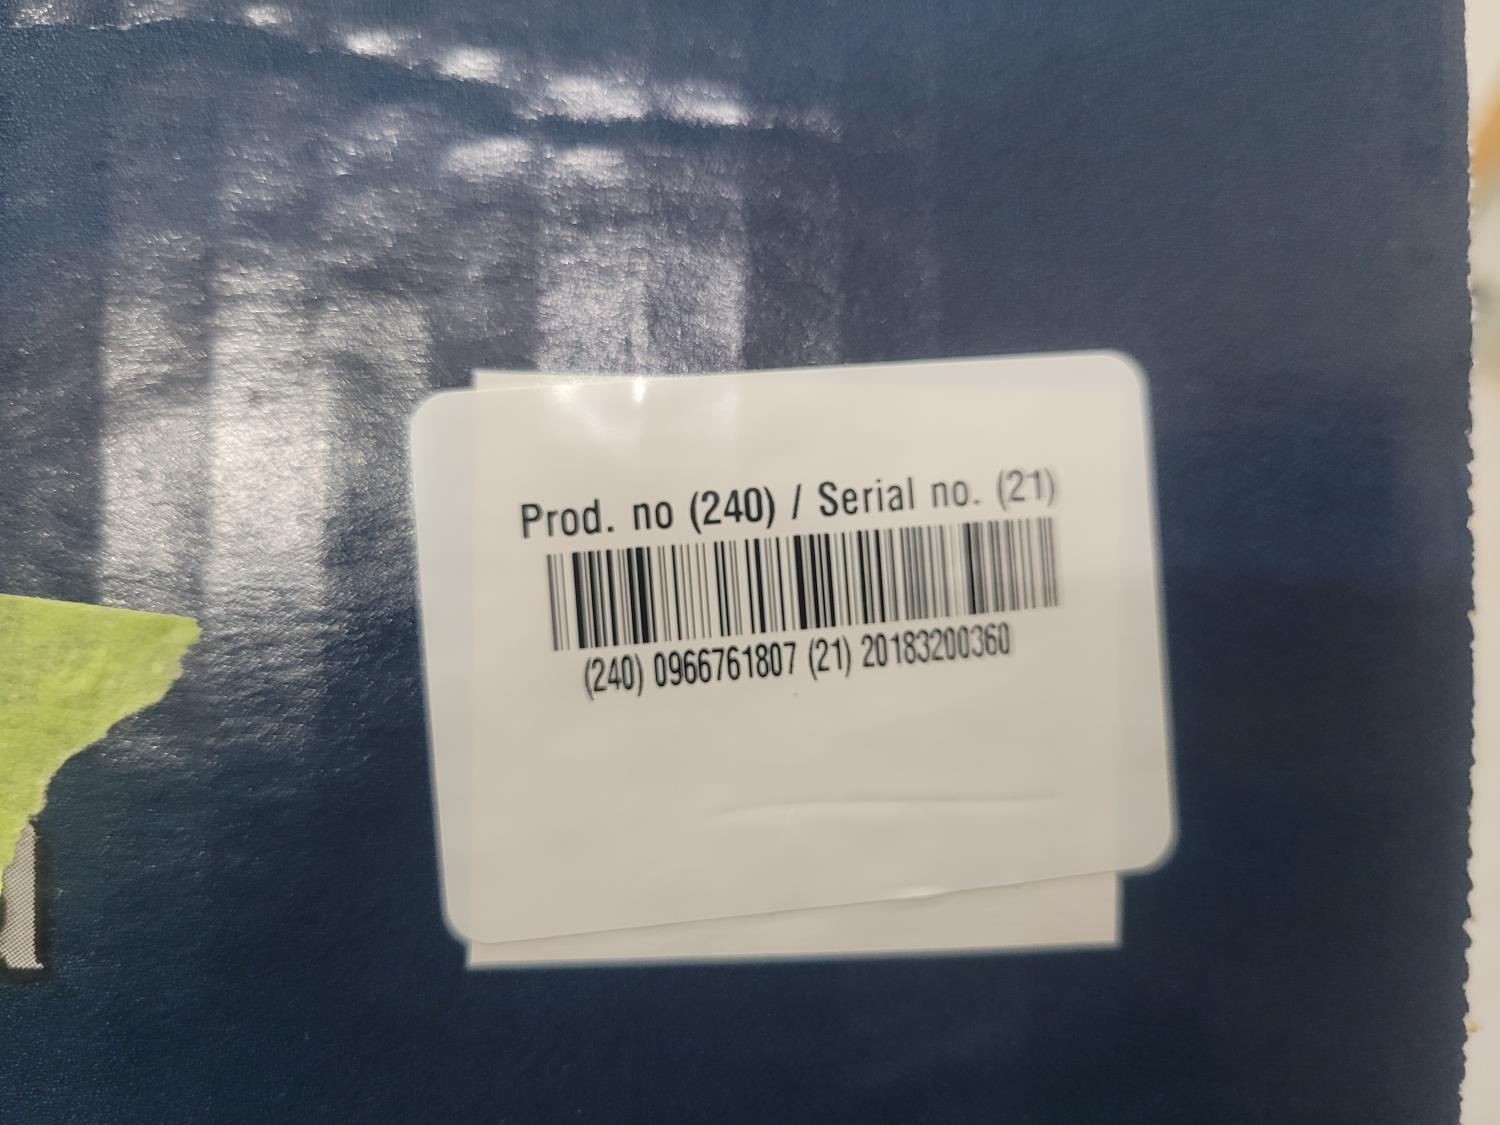 Prod. no (240) / Serial no. (21)
(240) 0966761807 (21) 20183200360